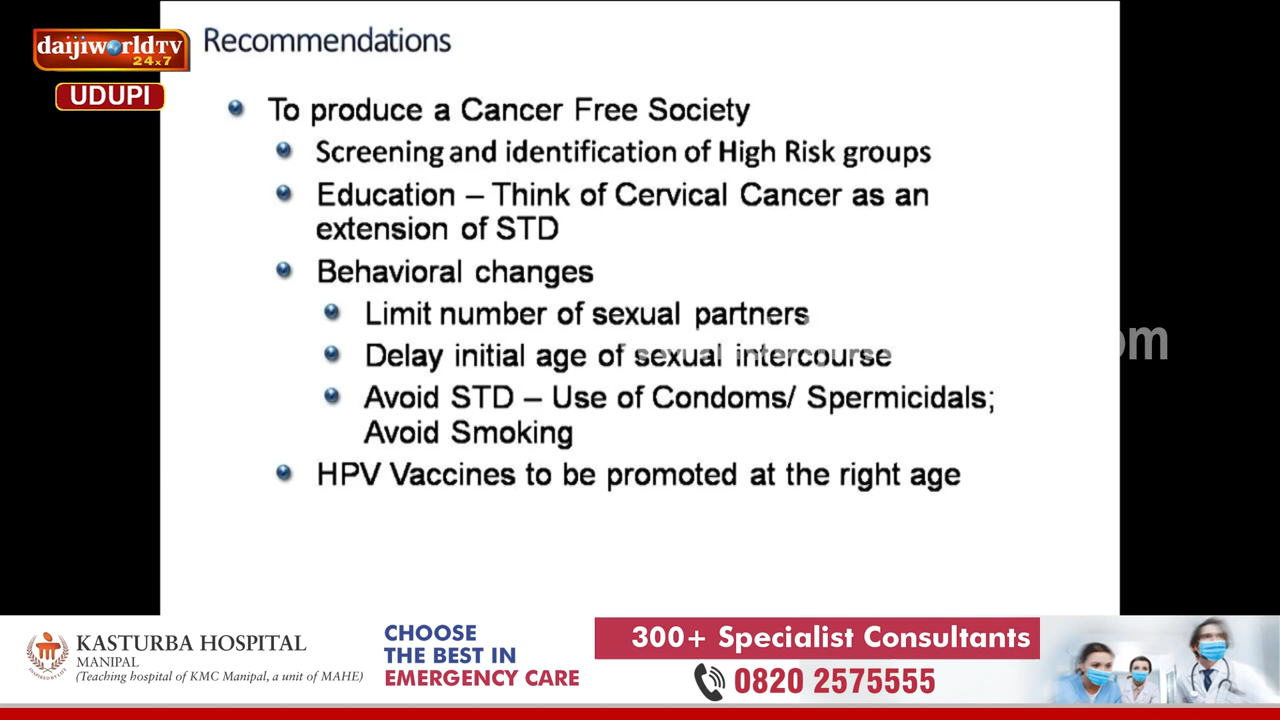 daijiworldTV
24x7
UDUPI
Recommendations
To produce a Cancer Free Society
Screening and identification of High Risk groups
Education – Think of Cervical Cancer as an
extension of STD
Behavioral changes
Limit number of sexual partners
Delay initial age of sexual intercourse
Avoid STD – Use of Condoms/ Spermicidals;
Avoid Smoking
HPV Vaccines to be promoted at the right age
KASTURBA HOSPITAL
MANIPAL
(Teaching hospital of KMC Manipal, a unit of MAHE)
CHOOSE
THE BEST IN
EMERGENCY CARE
300+ Specialist Consultants
0820 2575555